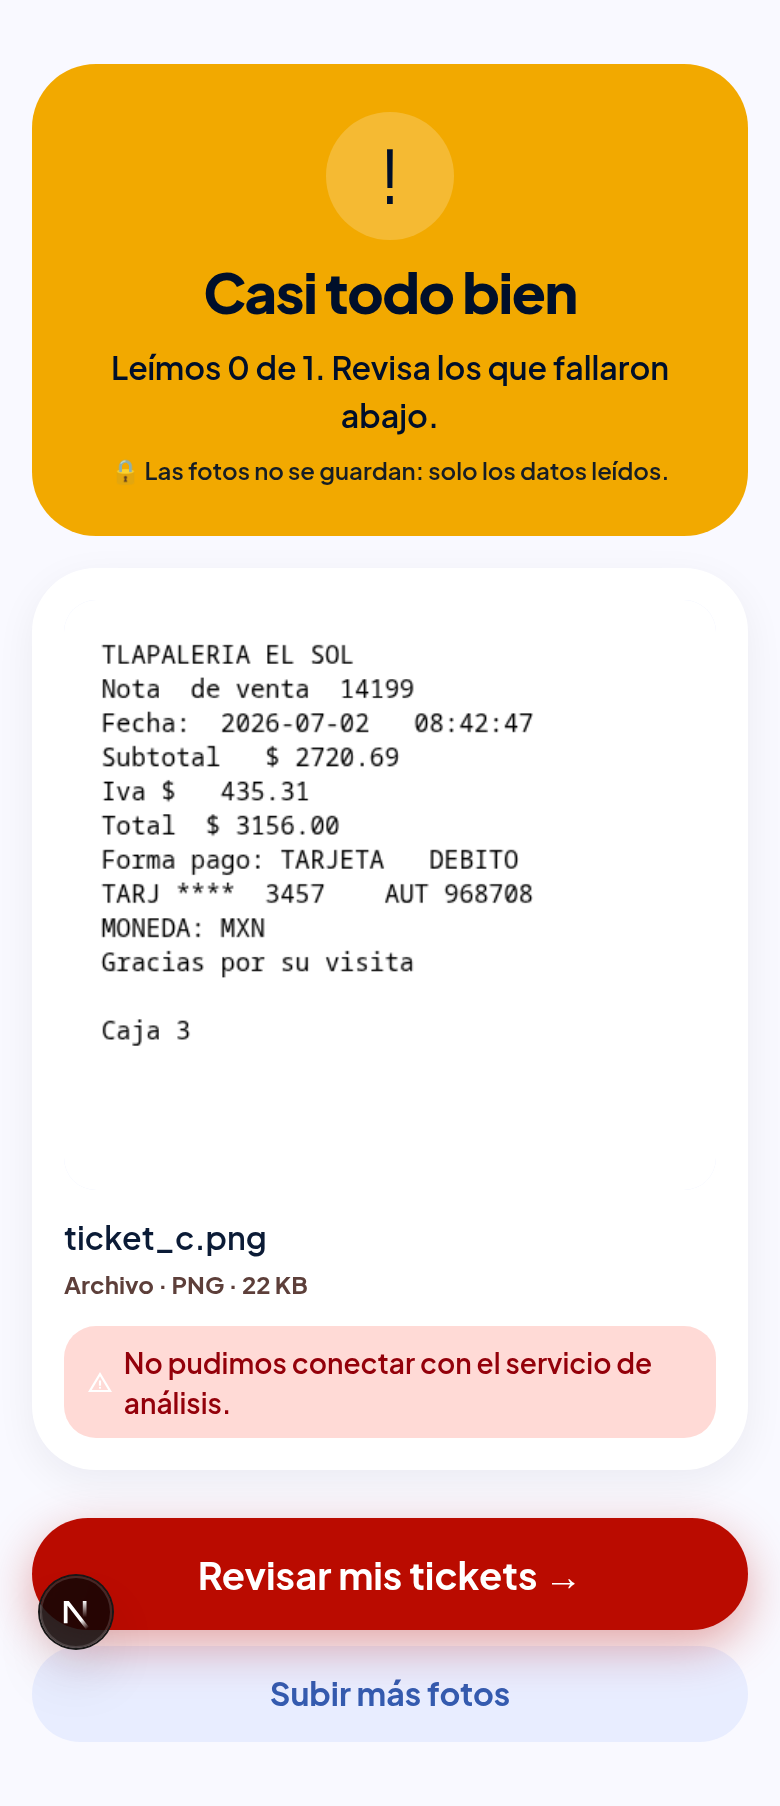 !
Casi todo bien
Leímos 0 de 1. Revisa los que fallaron
abajo.
🔒 Las fotos no se guardan: solo los datos leídos.
TLAPALERIA EL SOL
Nota  de venta  14199
Fecha:  2026-07-02   08:42:47
Subtotal   $ 2720.69
Iva $   435.31
Total  $ 3156.00
Forma pago: TARJETA   DEBITO
TARJ ****  3457    AUT 968708
MONEDA: MXN
Gracias por su visita
Caja 3
ticket_c.png
Archivo · PNG · 22 KB
No pudimos conectar con el servicio de
análisis.
Revisar mis tickets →
N
Subir más fotos